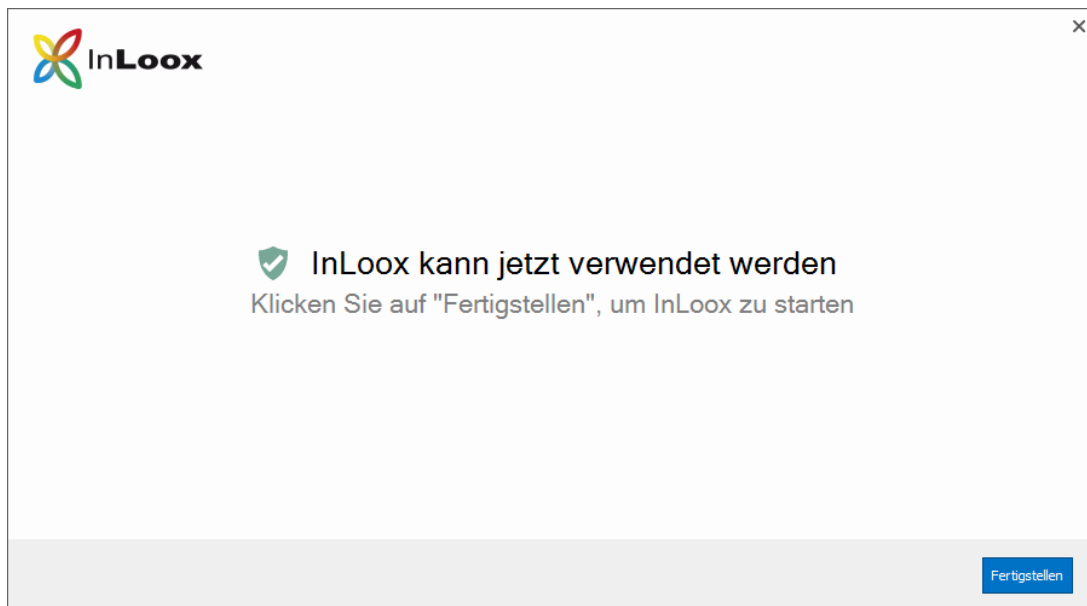 InLoox
InLoox kann jetzt verwendet werden
Klicken Sie auf "Fertigstellen", um InLoox zu starten
Fertigstellen